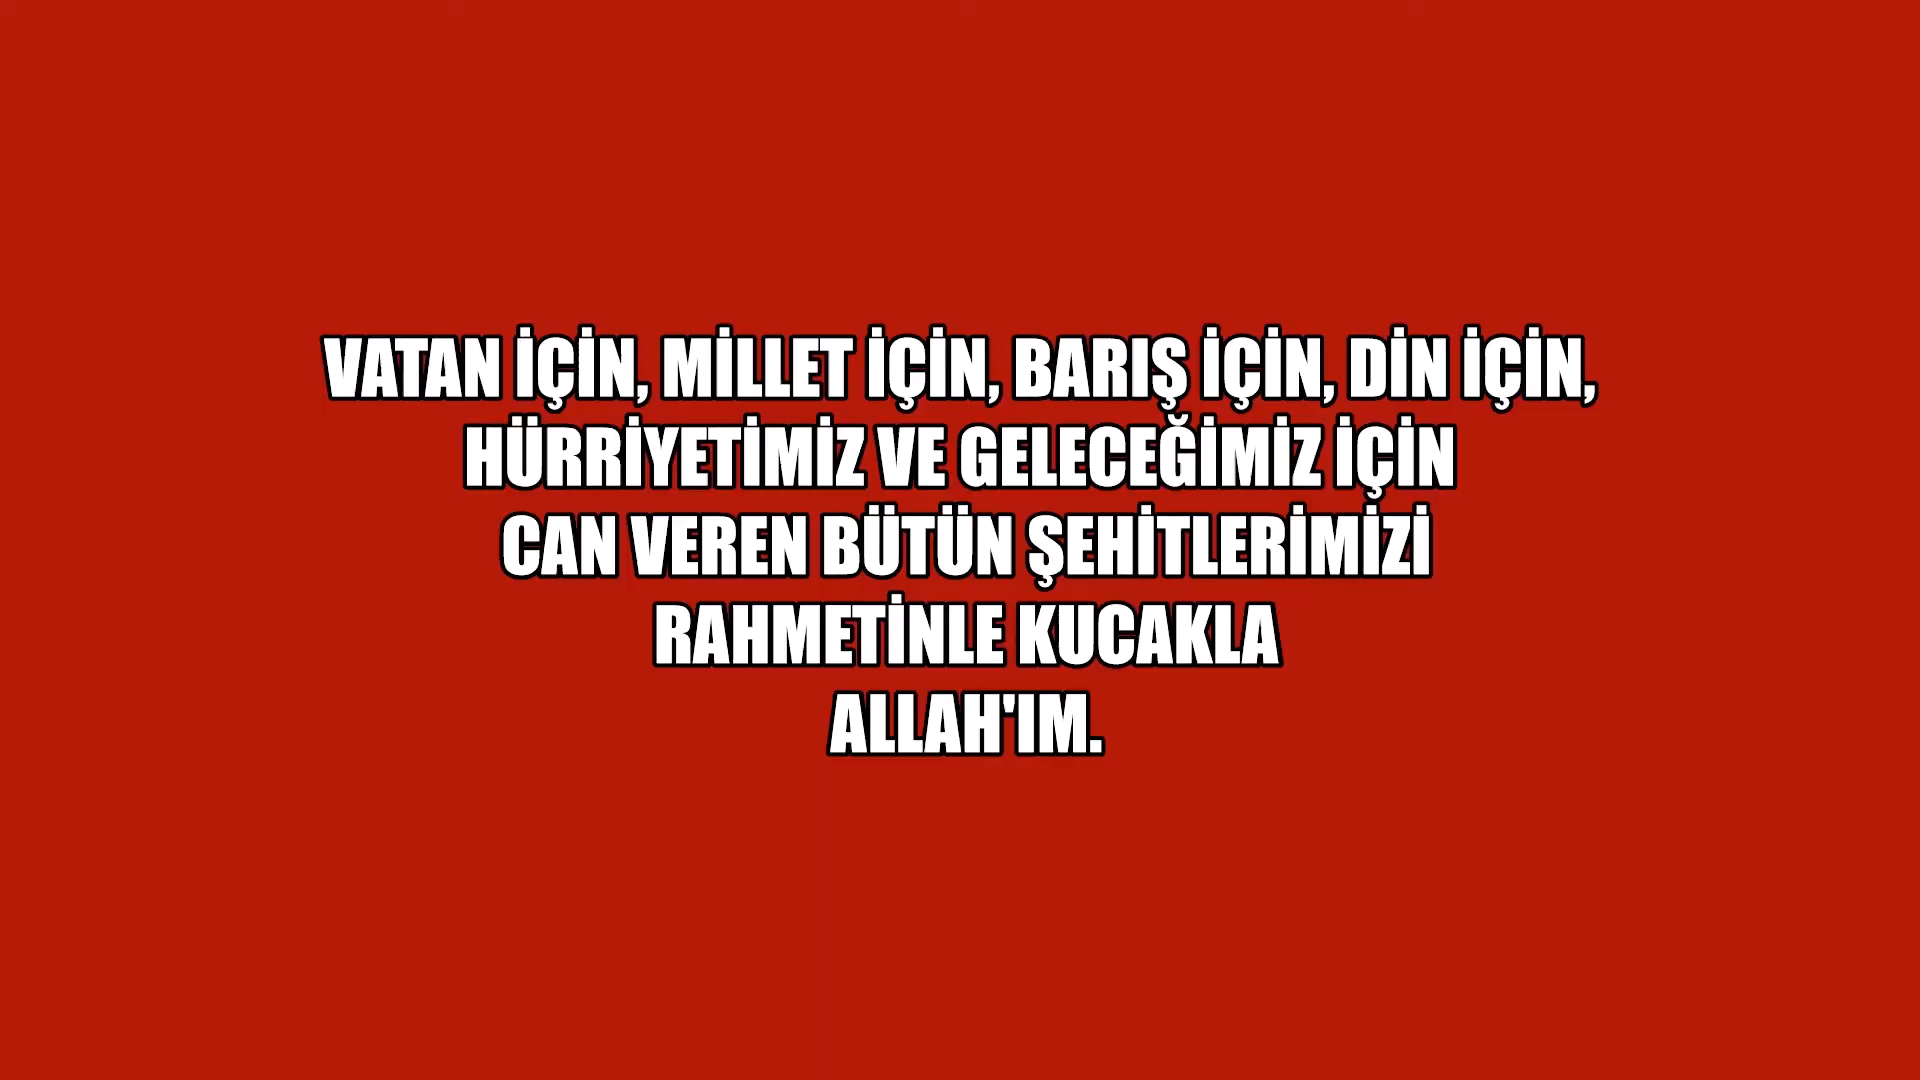 VATAN İÇİN, MİLLET İÇİN, BARIŞ İÇİN, DİN İÇİN,
HÜRRİYETİMİZ VE GELECEĞİMİZ İÇİN
CAN VEREN BÜTÜN ŞEHİTLERİMİZİ
RAHMETİNLE KUCAKLA
ALLAH'IM.